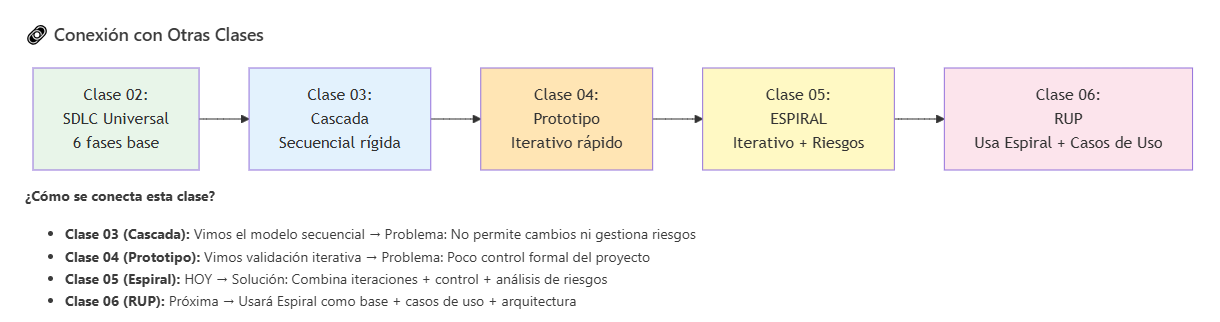 Conexión con Otras Clases
Clase 02:
SDLC Universal
6 fases base
Clase 03:
Cascada
Secuencial rígida
Clase 04:
Prototipo
Iterativo rápido
Clase 05:
ESPIRAL
Iterativo + Riesgos
Clase 06:
RUP
Usa Espiral + Casos de Uso
¿Cómo se conecta esta clase?
• Clase 03 (Cascada): Vimos el modelo secuencial → Problema: No permite cambios ni gestiona riesgos
• Clase 04 (Prototipo): Vimos validación iterativa → Problema: Poco control formal del proyecto
• Clase 05 (Espiral): HOY → Solución: Combina iteraciones + control + análisis de riesgos
• Clase 06 (RUP): Próxima → Usará Espiral como base + casos de uso + arquitectura